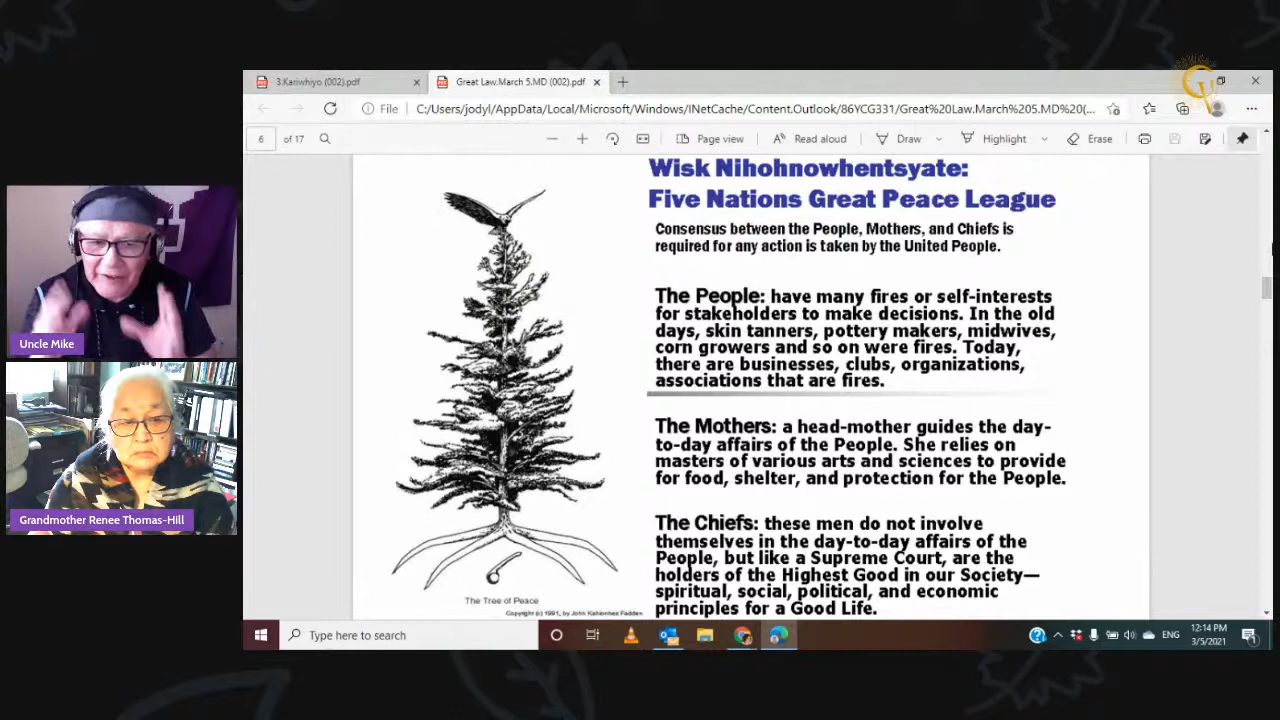 3.Kariwhiyo (002).pdf
Great Law.March 5.MD (002).pdf
File
C:/Users/jodyl/AppData/Local/Microsoft/Windows/INetCache/Content.Outlook/86YCG331/Great%20Law.March%205.MD%20(...
6 of 17
Page view
Read aloud
Draw
Highlight
Erase
Wisk Nihohnowhentsyate:
Five Nations Great Peace League
Consensus between the People, Mothers, and Chiefs is
required for any action is taken by the United People.
The People: have many fires or self-interests
for stakeholders to make decisions. In the old
days, skin tanners, pottery makers, midwives,
corn growers and so on were fires. Today,
there are businesses, clubs, organizations,
associations that are fires.
The Mothers: a head-mother guides the day-
to-day affairs of the People. She relies on
masters of various arts and sciences to provide
for food, shelter, and protection for the People.
The Chiefs: these men do not involve
themselves in the day-to-day affairs of the
People, but like a Supreme Court, are the
holders of the Highest Good in our Society—
spiritual, social, political, and economic
principles for a Good Life.
The Tree of Peace
Copyright (c) 1991, by John Kahionhes Fadden
Uncle Mike
Grandmother Renee Thomas-Hill
Type here to search
ENG
12:14 PM
3/5/2021